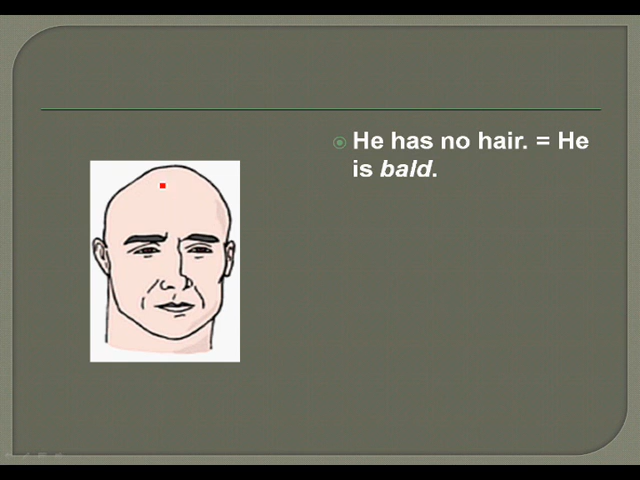 He has no hair. = He
is bald.